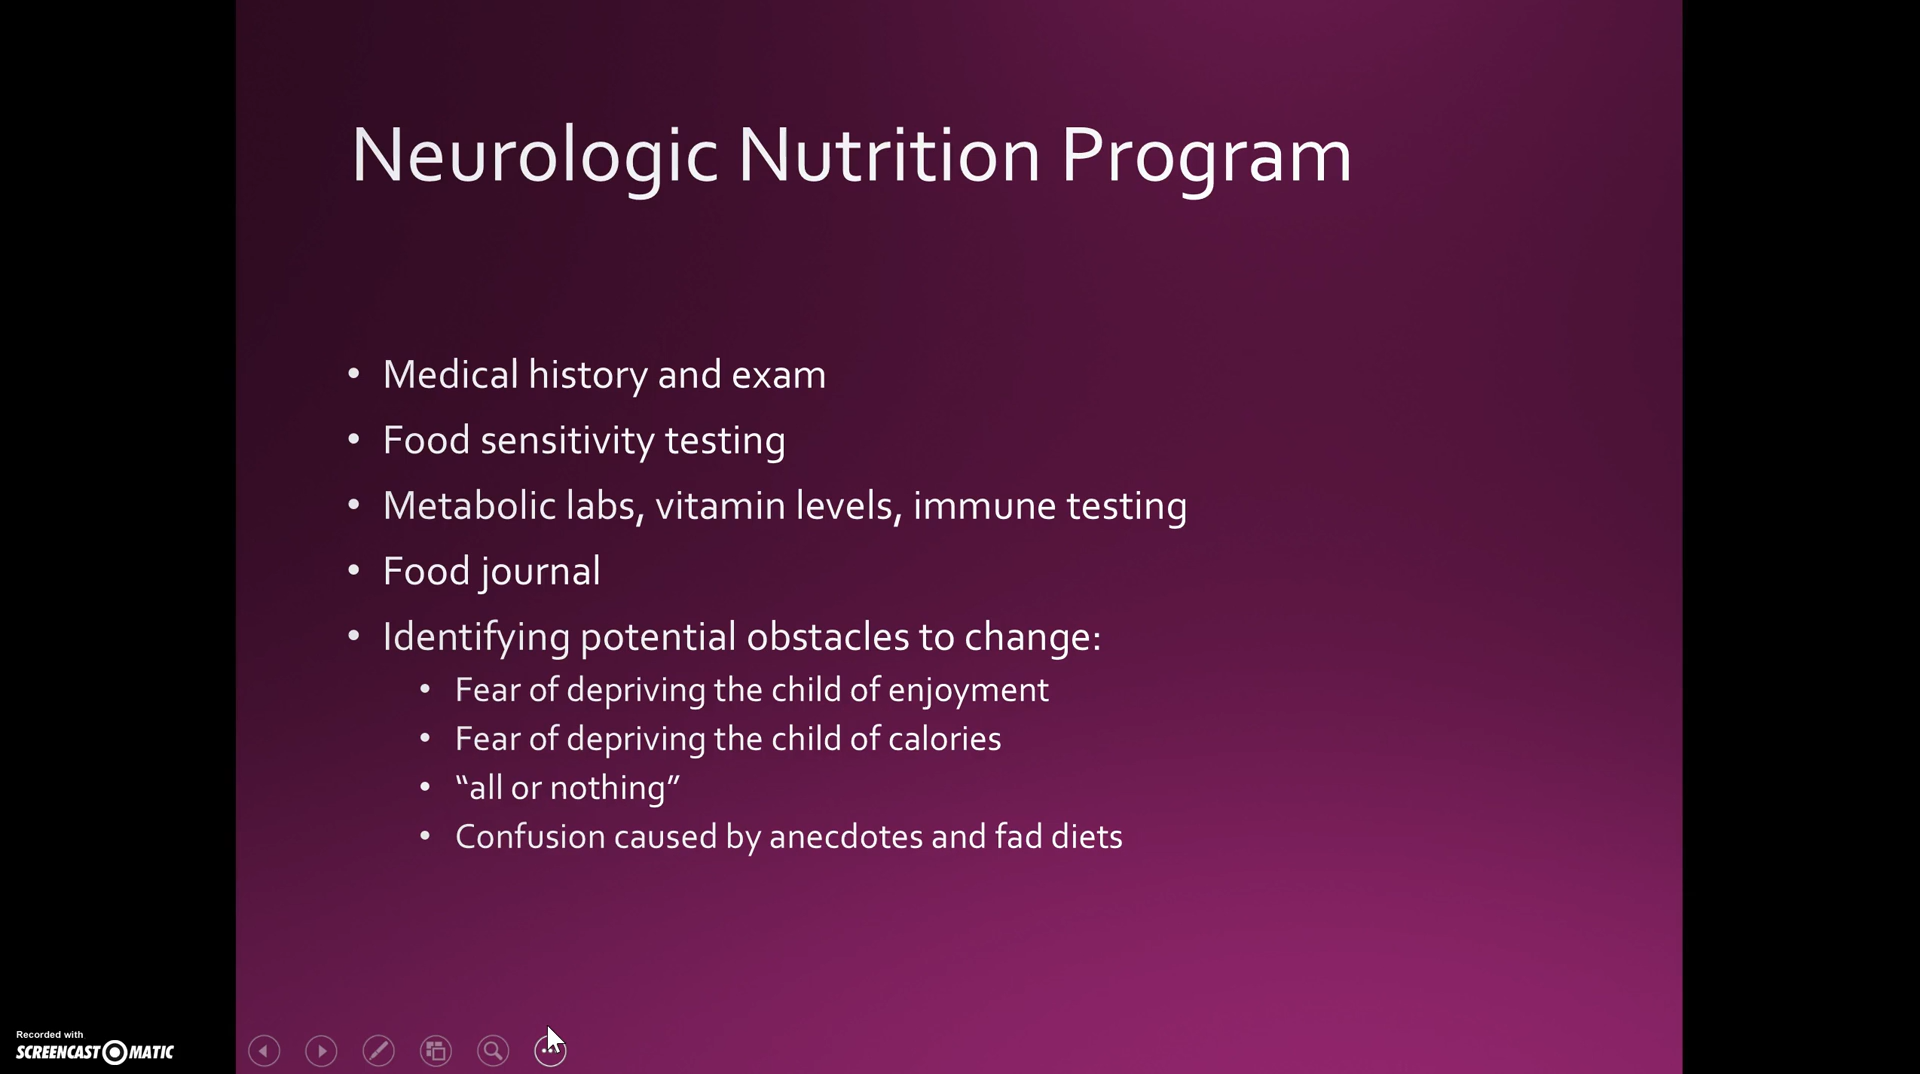 Neurologic Nutrition Program
• Medical history and exam
• Food sensitivity testing
• Metabolic labs, vitamin levels, immune testing
• Food journal
• Identifying potential obstacles to change:
• Fear of depriving the child of enjoyment
• Fear of depriving the child of calories
• “all or nothing”
• Confusion caused by anecdotes and fad diets
Recorded with
SCREENCAST MATIC